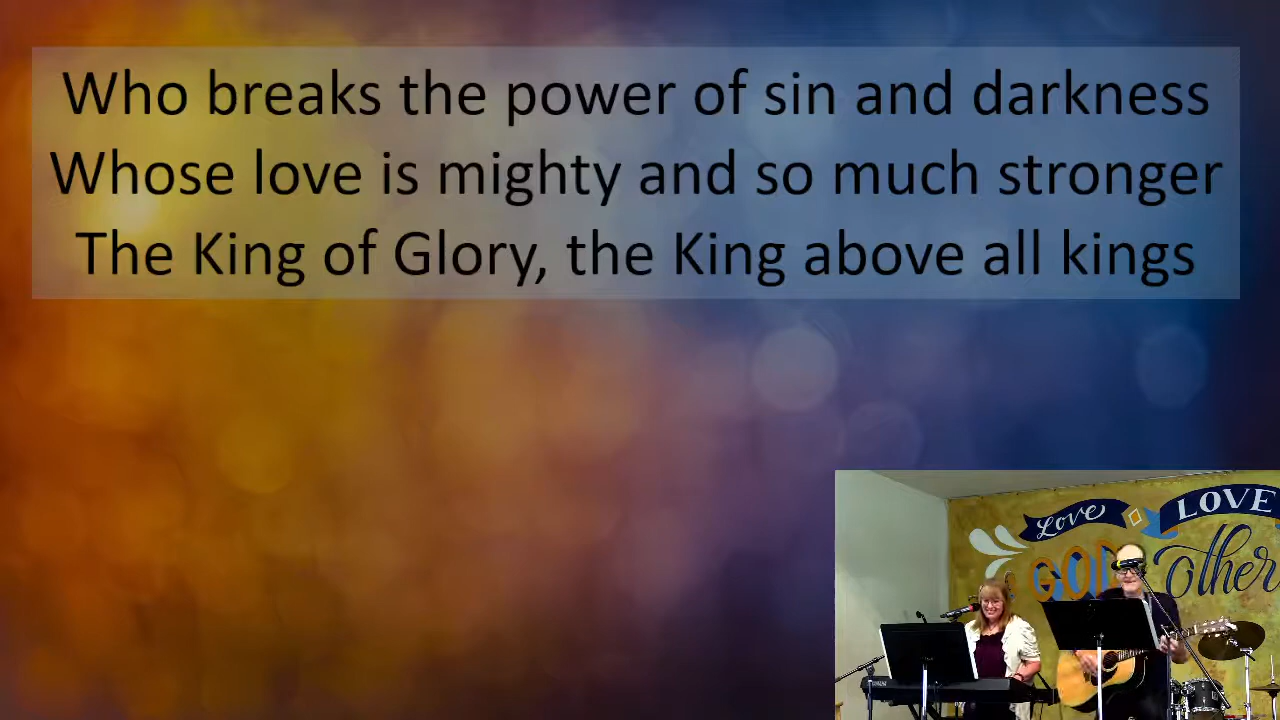 Who breaks the power of sin and darkness
Whose love is mighty and so much stronger
The King of Glory, the King above all kings
Love LOVE
GOD Other